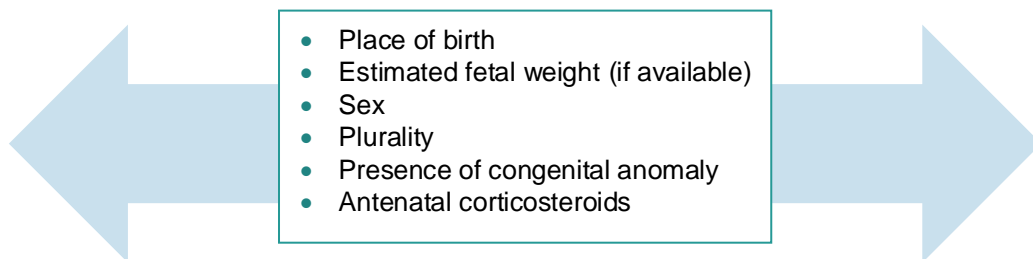 • Place of birth
• Estimated fetal weight (if available)
• Sex
• Plurality
• Presence of congenital anomaly
• Antenatal corticosteroids